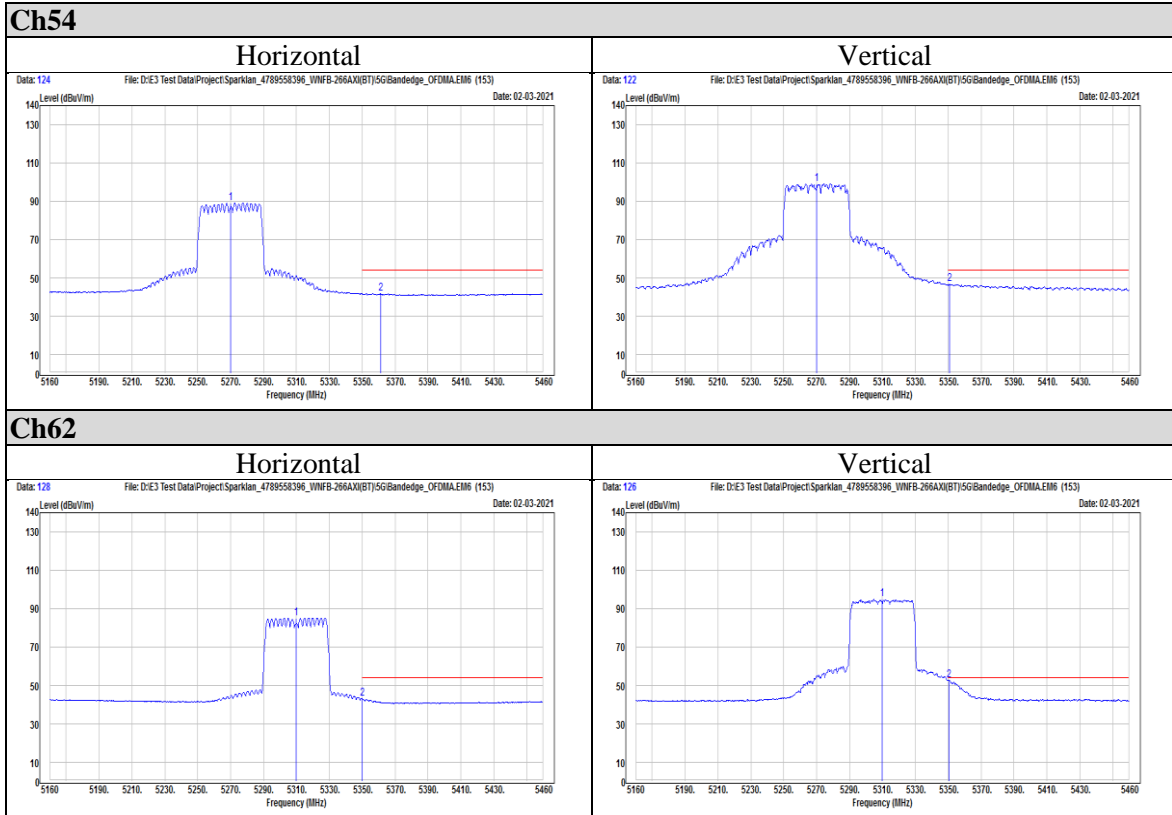 Ch54
Horizontal
Vertical
Data: 124 File: D:\E3 Test Data\Project\Sparklan_4789558396_WNFB-266AXI(BT)\5G\Bandedge_OFDMA.EM6 (153)
140 Level (dBuV/m) Date: 02-03-2021
130
110
90
70
50
30
10
0
1
2
5160 5190. 5210. 5230. 5250. 5270. 5290. 5310. 5330. 5350. 5370. 5390. 5410. 5430. 5460
Frequency (MHz)
Data: 122 File: D:\E3 Test Data\Project\Sparklan_4789558396_WNFB-266AXI(BT)\5G\Bandedge_OFDMA.EM6 (153)
140 Level (dBuV/m) Date: 02-03-2021
130
110
90
70
50
30
10
0
1
2
5160 5190. 5210. 5230. 5250. 5270. 5290. 5310. 5330. 5350. 5370. 5390. 5410. 5430. 5460
Frequency (MHz)
Ch62
Horizontal
Vertical
Data: 128 File: D:\E3 Test Data\Project\Sparklan_4789558396_WNFB-266AXI(BT)\5G\Bandedge_OFDMA.EM6 (153)
140 Level (dBuV/m) Date: 02-03-2021
130
110
90
70
50
30
10
0
1
2
5160 5190. 5210. 5230. 5250. 5270. 5290. 5310. 5330. 5350. 5370. 5390. 5410. 5430. 5460
Frequency (MHz)
Data: 126 File: D:\E3 Test Data\Project\Sparklan_4789558396_WNFB-266AXI(BT)\5G\Bandedge_OFDMA.EM6 (153)
140 Level (dBuV/m) Date: 02-03-2021
130
110
90
70
50
30
10
0
1
2
5160 5190. 5210. 5230. 5250. 5270. 5290. 5310. 5330. 5350. 5370. 5390. 5410. 5430. 5460
Frequency (MHz)